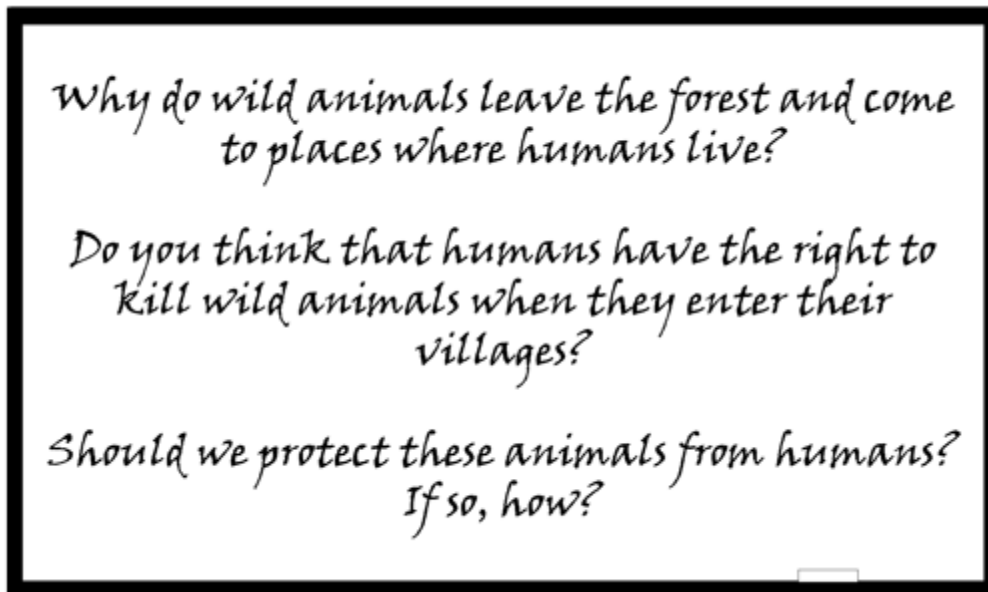 Why do wild animals leave the forest and come
to places where humans live?
Do you think that humans have the right to
kill wild animals when they enter their
villages?
Should we protect these animals from humans?
If so, how?